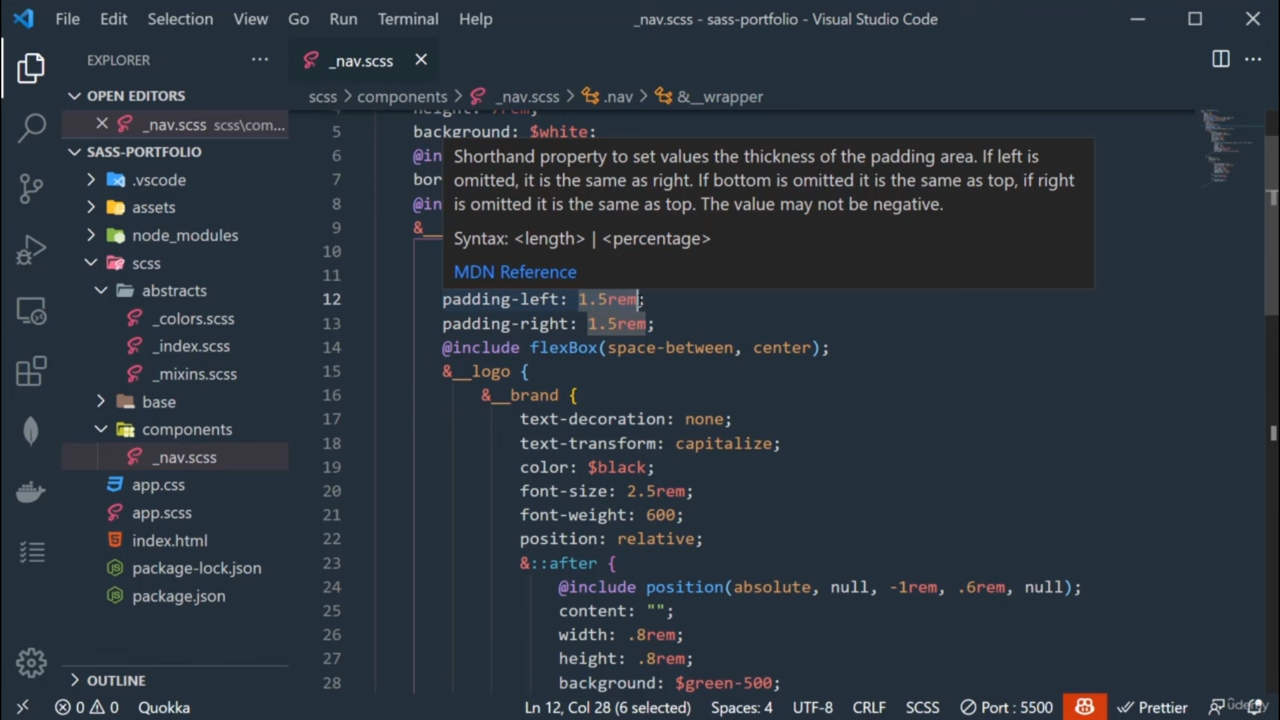 File Edit Selection View Go Run Terminal Help _nav.scss - sass-portfolio - Visual Studio Code
EXPLORER ···
_nav.scss
OPEN EDITORS
_nav.scss scss\com...
SASS-PORTFOLIO
.vscode
assets
node_modules
scss
abstracts
_colors.scss
_index.scss
_mixins.scss
base
components
_nav.scss
app.css
app.scss
index.html
package-lock.json
package.json
OUTLINE
scss > components > _nav.scss > .nav > &__wrapper
5 background: $white;
6 @in
7 bor
8 @in
9 &__
10
11
Shorthand property to set values the thickness of the padding area. If left is
omitted it is the same as right. If bottom is omitted it is the same as top, if right
is omitted it is the same as top. The value may not be negative.
Syntax: <length> | <percentage>
MDN Reference
12 padding-left: 1.5rem;
13 padding-right: 1.5rem;
14 @include flexBox(space-between, center);
15 &__logo {
16 &__brand {
17 text-decoration: none;
18 text-transform: capitalize;
19 color: $black;
20 font-size: 2.5rem;
21 font-weight: 600;
22 position: relative;
23 &::after {
24 @include position(absolute, null, -1rem, .6rem, null);
25 content: "";
26 width: .8rem;
27 height: .8rem;
28 background: $green-500;
0 0 Quokka Ln 12, Col 28 (6 selected) Spaces: 4 UTF-8 CRLF SCSS Port : 5500 Prettier
udemy